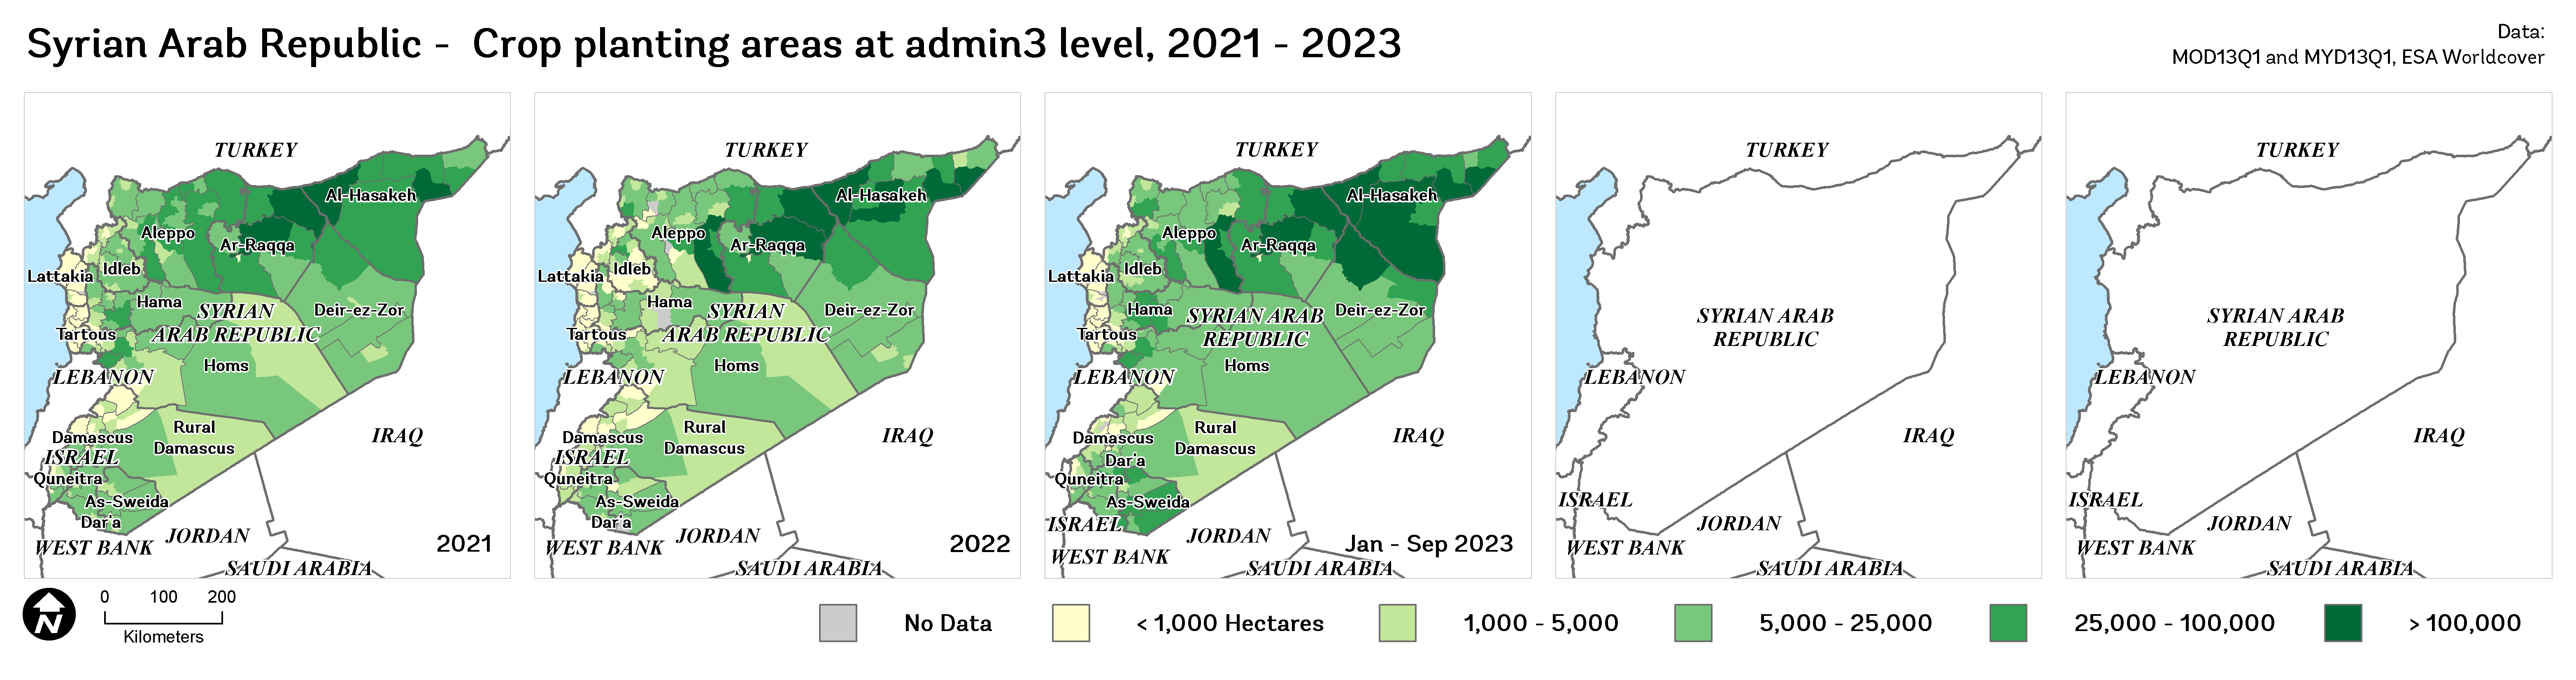 Syrian Arab Republic - Crop planting areas at admin3 level, 2021 - 2023
Data:
MOD13Q1 and MYD13Q1, ESA Worldcover
TURKEY
Al-Hasakeh
Aleppo
Ar-Raqqa
Lattakia
Idleb
Hama
SYRIAN
ARAB REPUBLIC
Deir-ez-Zor
Tartous
Homs
LEBANON
Rural
Damascus
Damascus
IRAQ
ISRAEL
Quneitra
As-Sweida
Dar'a
JORDAN
WEST BANK
2021
SAUDI ARABIA
TURKEY
Al-Hasakeh
Aleppo
Ar-Raqqa
Lattakia
Idleb
Hama
SYRIAN
ARAB REPUBLIC
Deir-ez-Zor
Tartous
Homs
LEBANON
Rural
Damascus
Damascus
IRAQ
ISRAEL
Quneitra
As-Sweida
Dar'a
JORDAN
WEST BANK
2022
SAUDI ARABIA
TURKEY
Al-Hasakeh
Aleppo
Ar-Raqqa
Lattakia
Idleb
Hama
SYRIAN ARAB
REPUBLIC
Deir-ez-Zor
Tartous
Homs
LEBANON
Rural
Damascus
Damascus
IRAQ
Dar'a
Quneitra
As-Sweida
ISRAEL
JORDAN
WEST BANK
Jan - Sep 2023
SAUDI ARABIA
TURKEY
SYRIAN ARAB
REPUBLIC
LEBANON
IRAQ
ISRAEL
JORDAN
WEST BANK
SAUDI ARABIA
TURKEY
SYRIAN ARAB
REPUBLIC
LEBANON
IRAQ
ISRAEL
JORDAN
WEST BANK
SAUDI ARABIA
N
0 100 200
Kilometers
No Data
< 1,000 Hectares
1,000 - 5,000
5,000 - 25,000
25,000 - 100,000
> 100,000